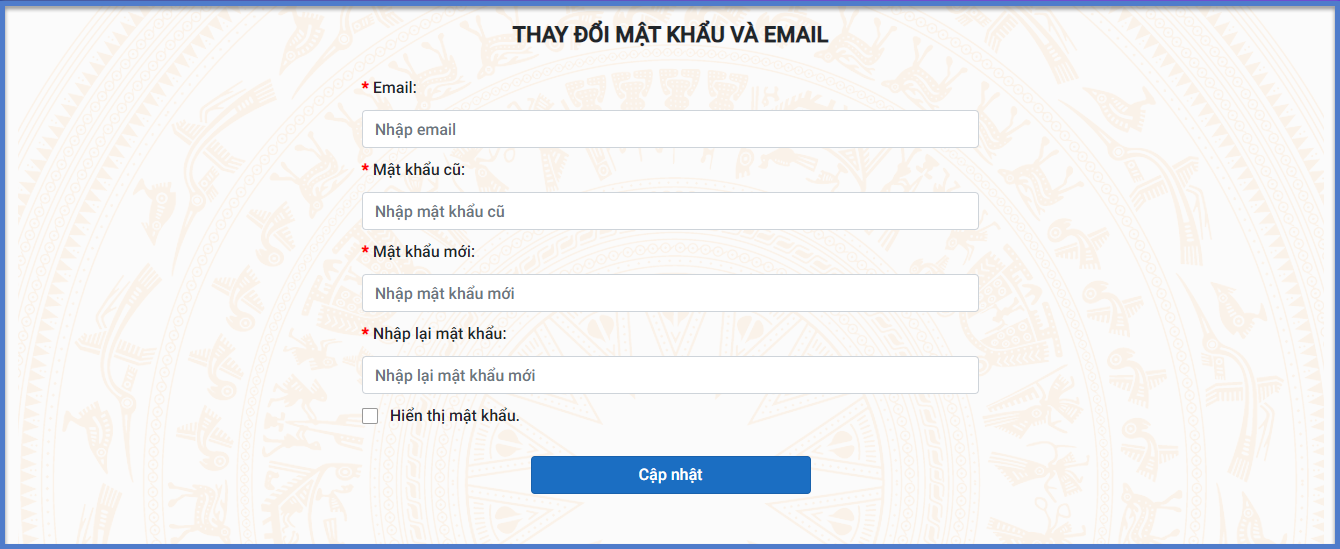 THAY ĐỔI MẬT KHẨU VÀ EMAIL
* Email:
Nhập email
* Mật khẩu cũ:
Nhập mật khẩu cũ
* Mật khẩu mới:
Nhập mật khẩu mới
* Nhập lại mật khẩu:
Nhập lại mật khẩu mới
Hiển thị mật khẩu.
Cập nhật